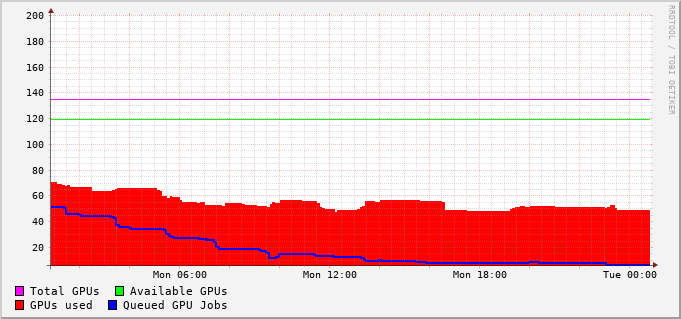 200
180
160
140
120
100
80
60
40
20
Mon 06:00 Mon 12:00 Mon 18:00 Tue 00:00
Total GPUs Available GPUs
GPUs used Queued GPU Jobs
RRDTOOL / TOBI OETIKER